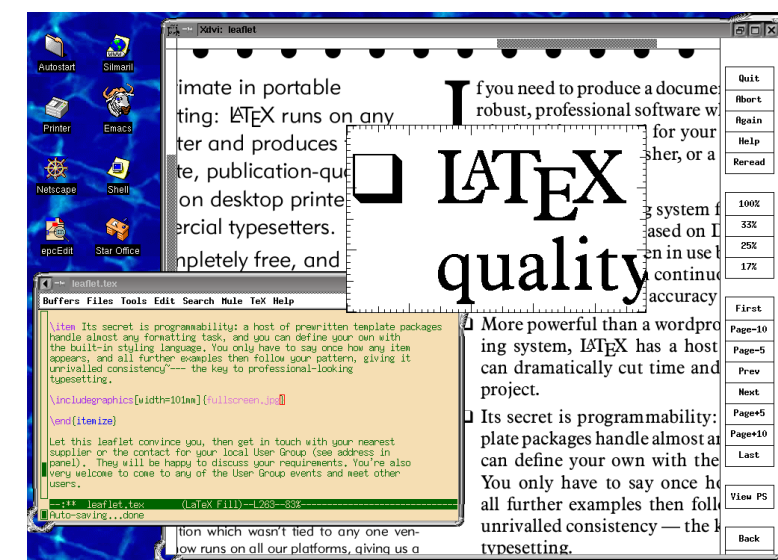 Xdvi: leaflet
Autostart
Silmaril
Printer
Emacs
Netscape
Shell
epcEdit
Star Office
imate in portable
ting: LATEX runs on any
ter and produces
te, publication-qua
on desktop printe
ercial typesetters.
mpletely free, and
If you need to produce a docume
robust, professional software w
for your
sher, or a
LATEX
quality
system f
ased on
en in use b
continu
accuracy
More powerful than a wordpro
ing system, LATEX has a host
can dramatically cut time and
project.
Its secret is programmability:
plate packages handle almost an
can define your own with the
You only have to say once ho
all further examples then foll
unrivalled consistency — the k
typesetting.
tion which wasn't tied to any one ven-
now runs on all our platforms, giving us a
Quit
Abort
Again
Help
Reread
100%
33%
25%
17%
First
Page-10
Page-5
Prev
Next
Page+5
Page+10
Last
View PS
Back
leaflet.tex
Buffers Files Tools Edit Search Mule TeX Help
\item Its secret is programmability: a host of prewritten template packages
handle almost any formatting task, and you can define your own with
the built-in styling language. You only have to say once how any item
appears, and all further examples then follow your pattern, giving it
unrivalled consistency~--- the key to professional-looking
typesetting.
\includegraphics[width=101mm]{fullscreen.jpg}
\end{itemize}
Let this leaflet convince you, then get in touch with your nearest
supplier or the contact for your local User Group (see address in
panel). They will be happy to discuss your requirements. You're also
very welcome to come to any of the User Group events and meet other
users.
--:** leaflet.tex (LaTeX Fill)--L263--83%--
Auto-saving...done